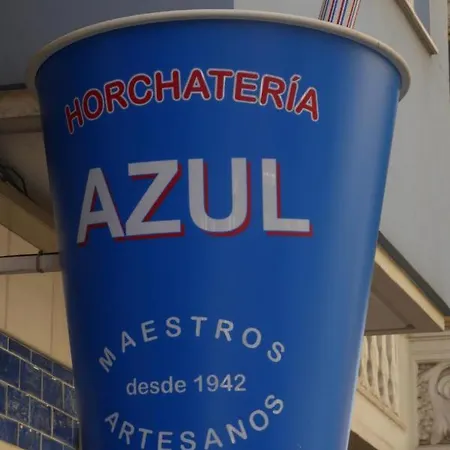 HORCHATERÍA
AZUL
MAESTROS
desde 1942
ARTESANOS